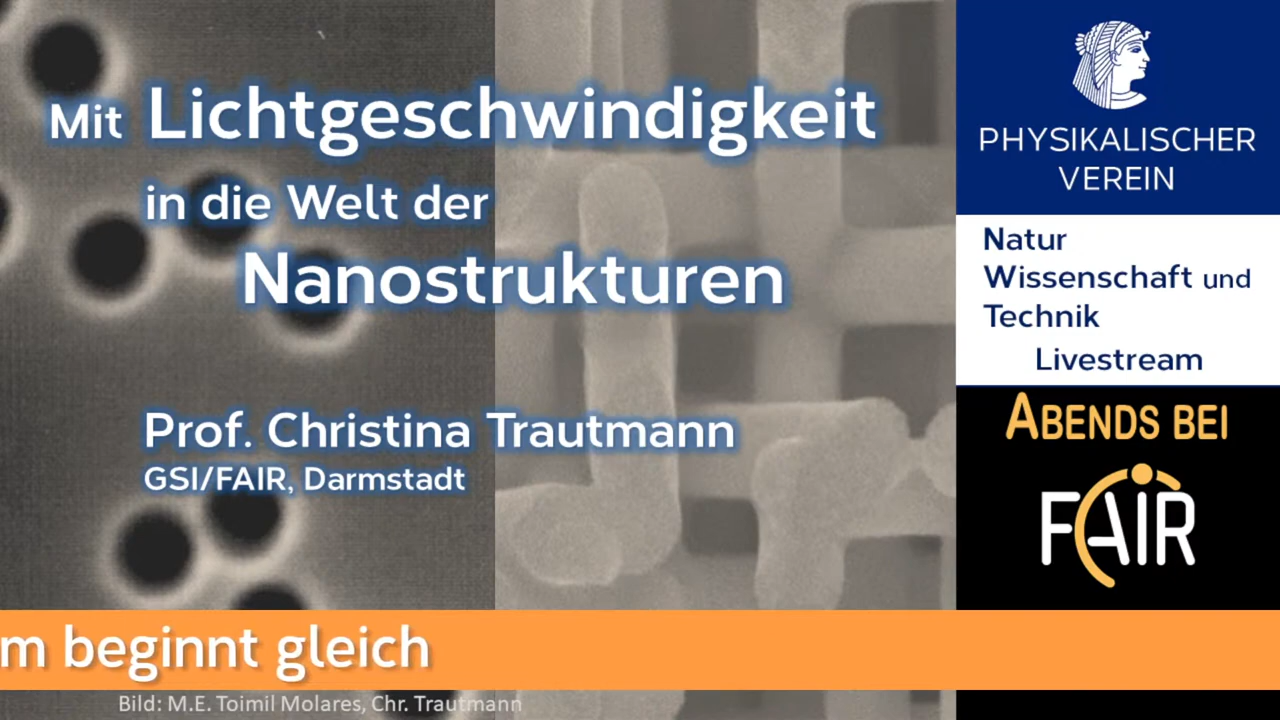 Mit Lichtgeschwindigkeit
in die Welt der
Nanostrukturen
Prof. Christina Trautmann
GSI/FAIR, Darmstadt
PHYSIKALISCHER
VEREIN
Natur
Wissenschaft und
Technik
Livestream
ABENDS BEI
FAIR
m beginnt gleich
Bild: M.E. Toimil Molares, Chr. Trautmann